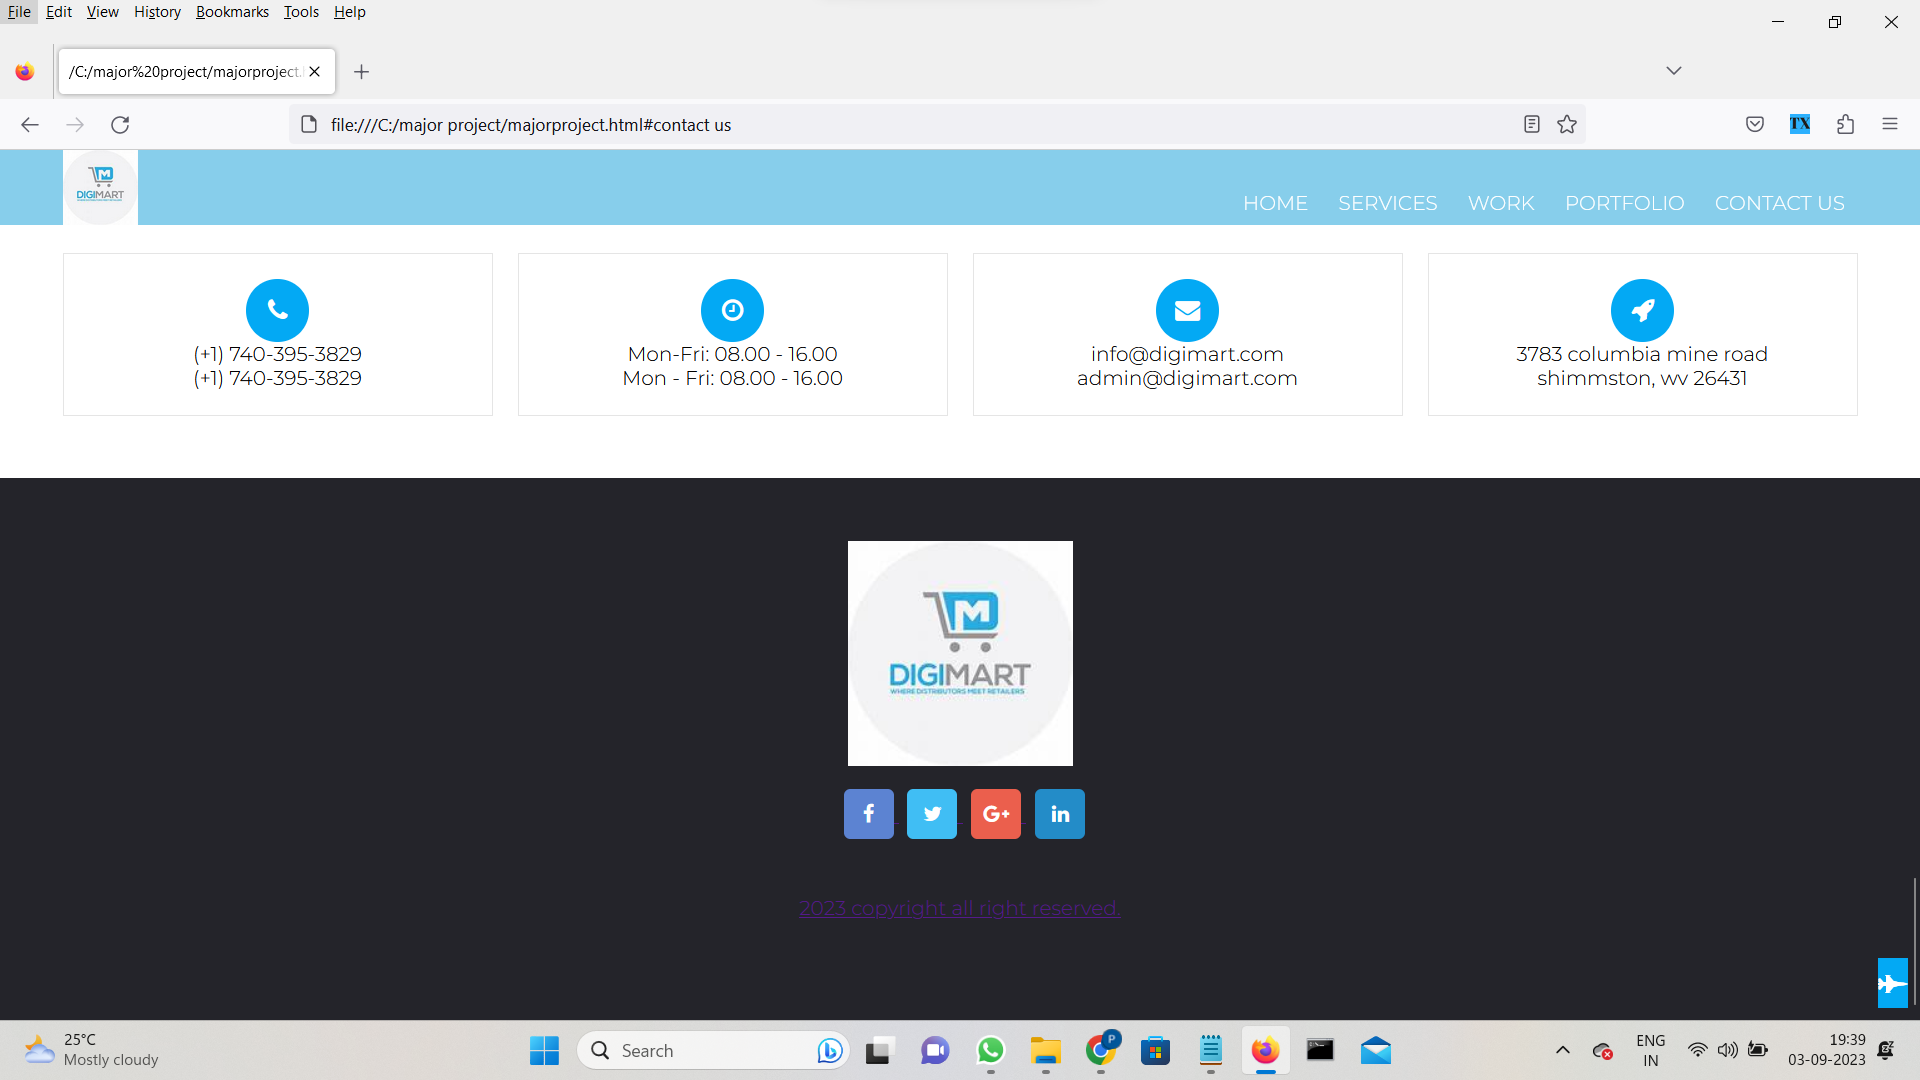 File Edit View History Bookmarks Tools Help
/C:/major%20project/majorproject.
file:///C:/major project/majorproject.html#contact us
TX
M
DIGIMART
HOME SERVICES WORK PORTFOLIO CONTACT US
(+1) 740-395-3829
(+1) 740-395-3829
Mon-Fri: 08.00 - 16.00
Mon - Fri: 08.00 - 16.00
info@digimart.com
admin@digimart.com
3783 columbia mine road
shimmston, wv 26431
M
DIGIMART
WHERE DISTRIBUTORS MEET RETAILERS
f G+ in
2023 copyright all right reserved.
25°C
Mostly cloudy
Search
P
ENG
IN
19:39
03-09-2023